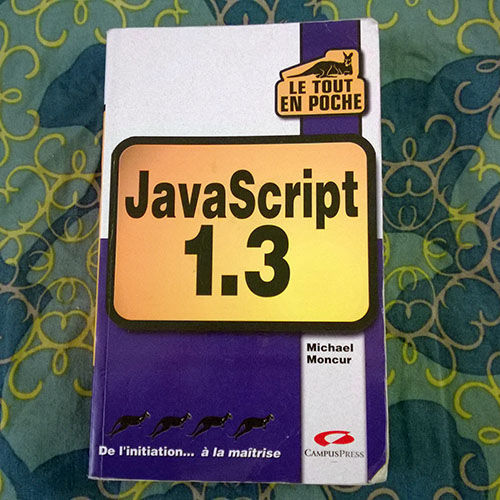 LE TOUT
EN POCHE
JavaScript
1.3
Michael
Moncur
De l'initiation... à la maîtrise
CAMPUSPRESS